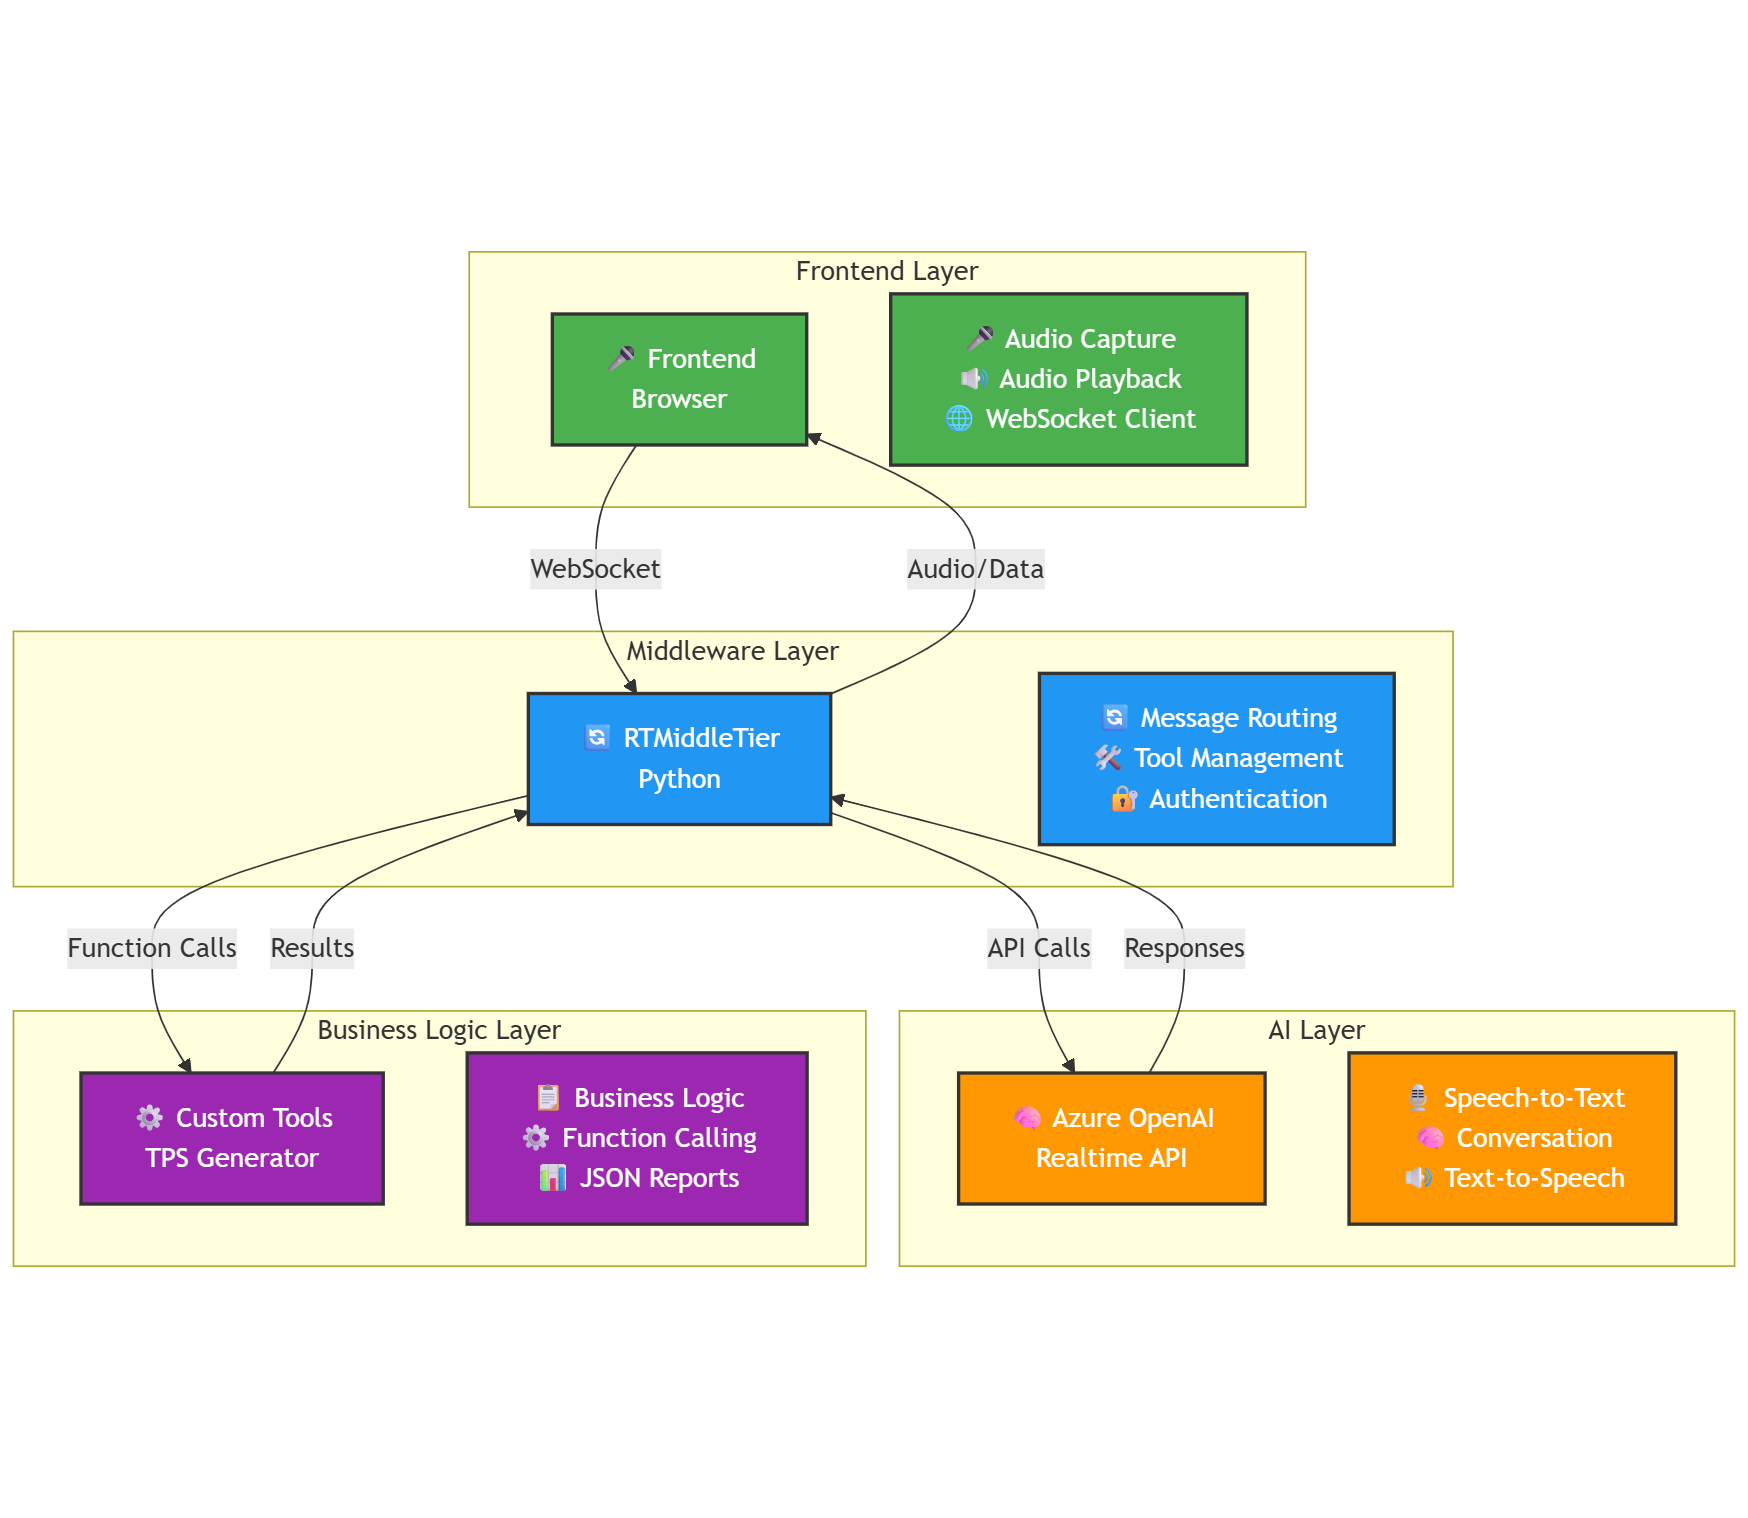 Frontend Layer
🎤 Frontend
Browser
🎤 Audio Capture
🔊 Audio Playback
🌐 WebSocket Client
WebSocket
Audio/Data
Middleware Layer
🔄 RTMiddleTier
Python
🔄 Message Routing
🛠️ Tool Management
🔐 Authentication
Function Calls
Results
API Calls
Responses
Business Logic Layer
⚙️ Custom Tools
TPS Generator
📋 Business Logic
⚙️ Function Calling
📊 JSON Reports
AI Layer
🧠 Azure OpenAI
Realtime API
🎙️ Speech-to-Text
🧠 Conversation
🔊 Text-to-Speech